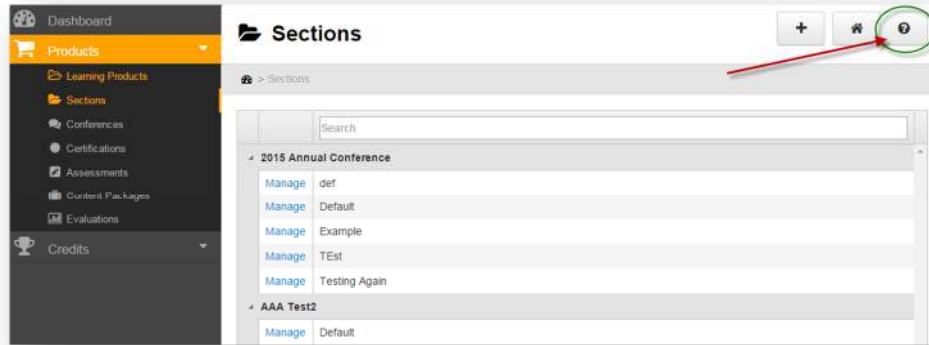 Dashboard
Products
Learning Products
Sections
Conferences
Certifications
Assessments
Content Packages
Evaluations
Credits
Sections
> Sections
Search
2015 Annual Conference
Manage def
Manage Default
Manage Example
Manage TEst
Manage Testing Again
AAA Test2
Manage Default